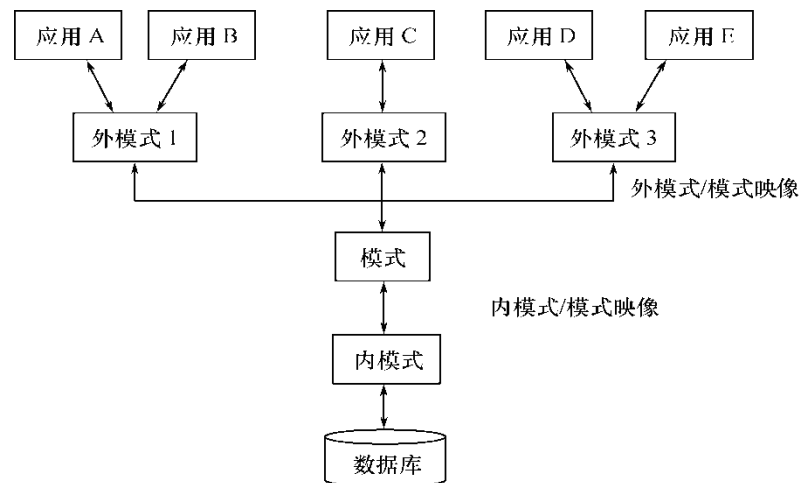 应用 A
应用 B
应用 C
应用 D
应用 E
外模式 1
外模式 2
外模式 3
外模式/模式映像
模式
内模式/模式映像
内模式
数据库